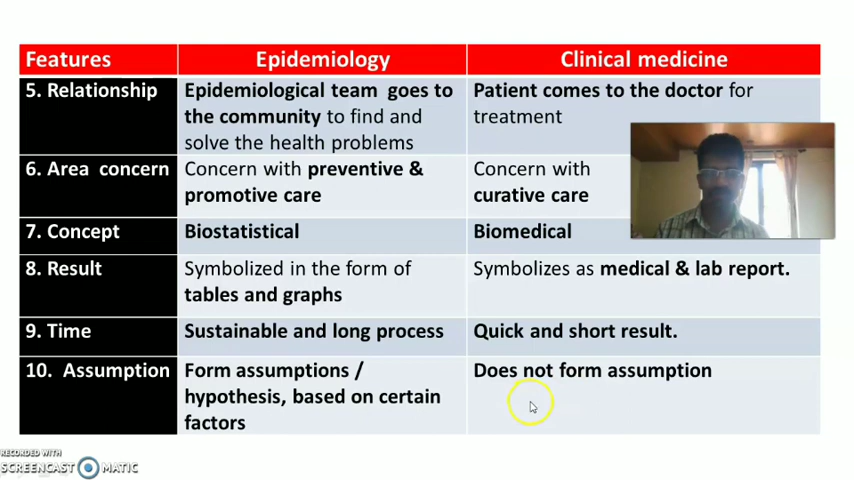 Features Epidemiology Clinical medicine
5. Relationship Epidemiological team goes to Patient comes to the doctor for
the community to find and treatment
solve the health problems
6. Area concern Concern with preventive & Concern with
promotive care curative care
7. Concept Biostatistical Biomedical
8. Result Symbolized in the form of Symbolizes as medical & lab report.
tables and graphs
9. Time Sustainable and long process Quick and short result.
10. Assumption Form assumptions / Does not form assumption
hypothesis, based on certain
factors
RECORDED WITH
SCREENCAST MATIC